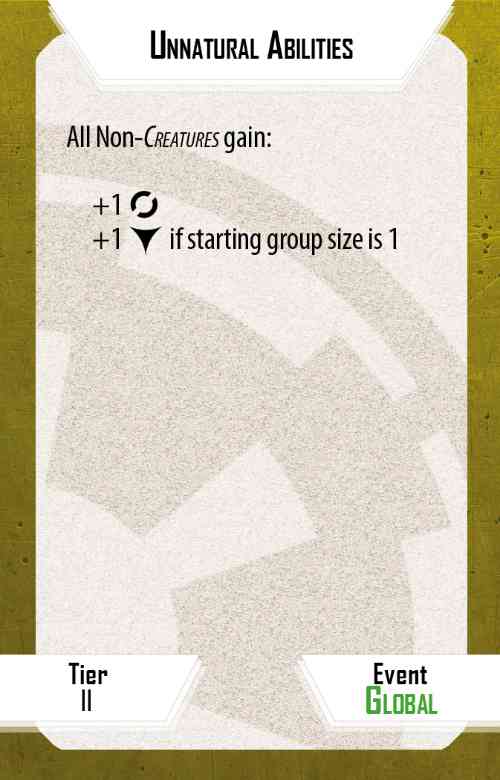 Unnatural Abilities
All Non-Creatures gain:
+1
+1 if starting group size is 1
Tier
II
Event
Global